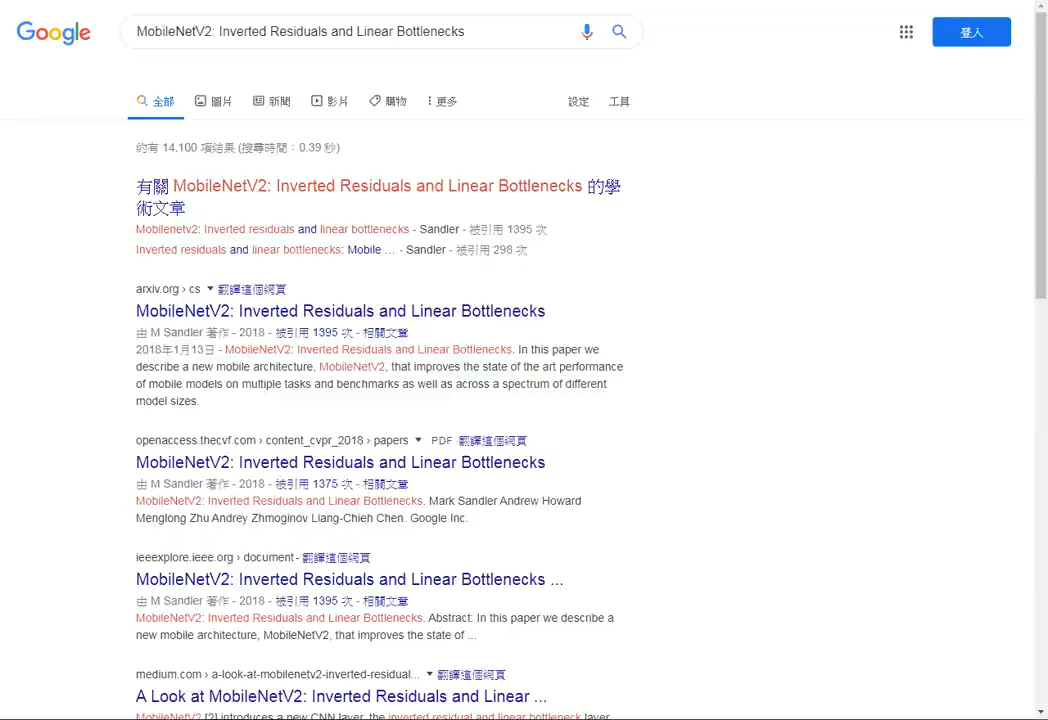 Google
MobileNetV2: Inverted Residuals and Linear Bottlenecks
登入
全部 圖片 新聞 影片 購物 更多 設定 工具
約有 14,100 項結果 (搜尋時間：0.39 秒)
有關 MobileNetV2: Inverted Residuals and Linear Bottlenecks 的學
術文章
Mobilenetv2: Inverted residuals and linear bottlenecks - Sandler - 被引用 1395 次
Inverted residuals and linear bottlenecks: Mobile ... - Sandler - 被引用 298 次
arxiv.org › cs ▼ 翻譯這個網頁
MobileNetV2: Inverted Residuals and Linear Bottlenecks
由 M Sandler 著作 - 2018 - 被引用 1395 次 - 相關文章
2018年1月13日 - MobileNetV2: Inverted Residuals and Linear Bottlenecks. In this paper we
describe a new mobile architecture, MobileNetV2, that improves the state of the art performance
of mobile models on multiple tasks and benchmarks as well as across a spectrum of different
model sizes.
openaccess.thecvf.com › content_cvpr_2018 › papers ▼ PDF 翻譯這個網頁
MobileNetV2: Inverted Residuals and Linear Bottlenecks
由 M Sandler 著作 - 2018 - 被引用 1375 次 - 相關文章
MobileNetV2: Inverted Residuals and Linear Bottlenecks. Mark Sandler Andrew Howard
Menglong Zhu Andrey Zhmoginov Liang-Chieh Chen. Google Inc.
ieeexplore.ieee.org › document - 翻譯這個網頁
MobileNetV2: Inverted Residuals and Linear Bottlenecks ...
由 M Sandler 著作 - 2018 - 被引用 1395 次 - 相關文章
MobileNetV2: Inverted Residuals and Linear Bottlenecks. Abstract: In this paper we describe a
new mobile architecture, MobileNetV2, that improves the state of ...
medium.com › a-look-at-mobilenetv2-inverted-residual... ▼ 翻譯這個網頁
A Look at MobileNetV2: Inverted Residuals and Linear ...
MobileNetV2 [2] introduces a new CNN layer, the inverted residual and linear bottleneck layer